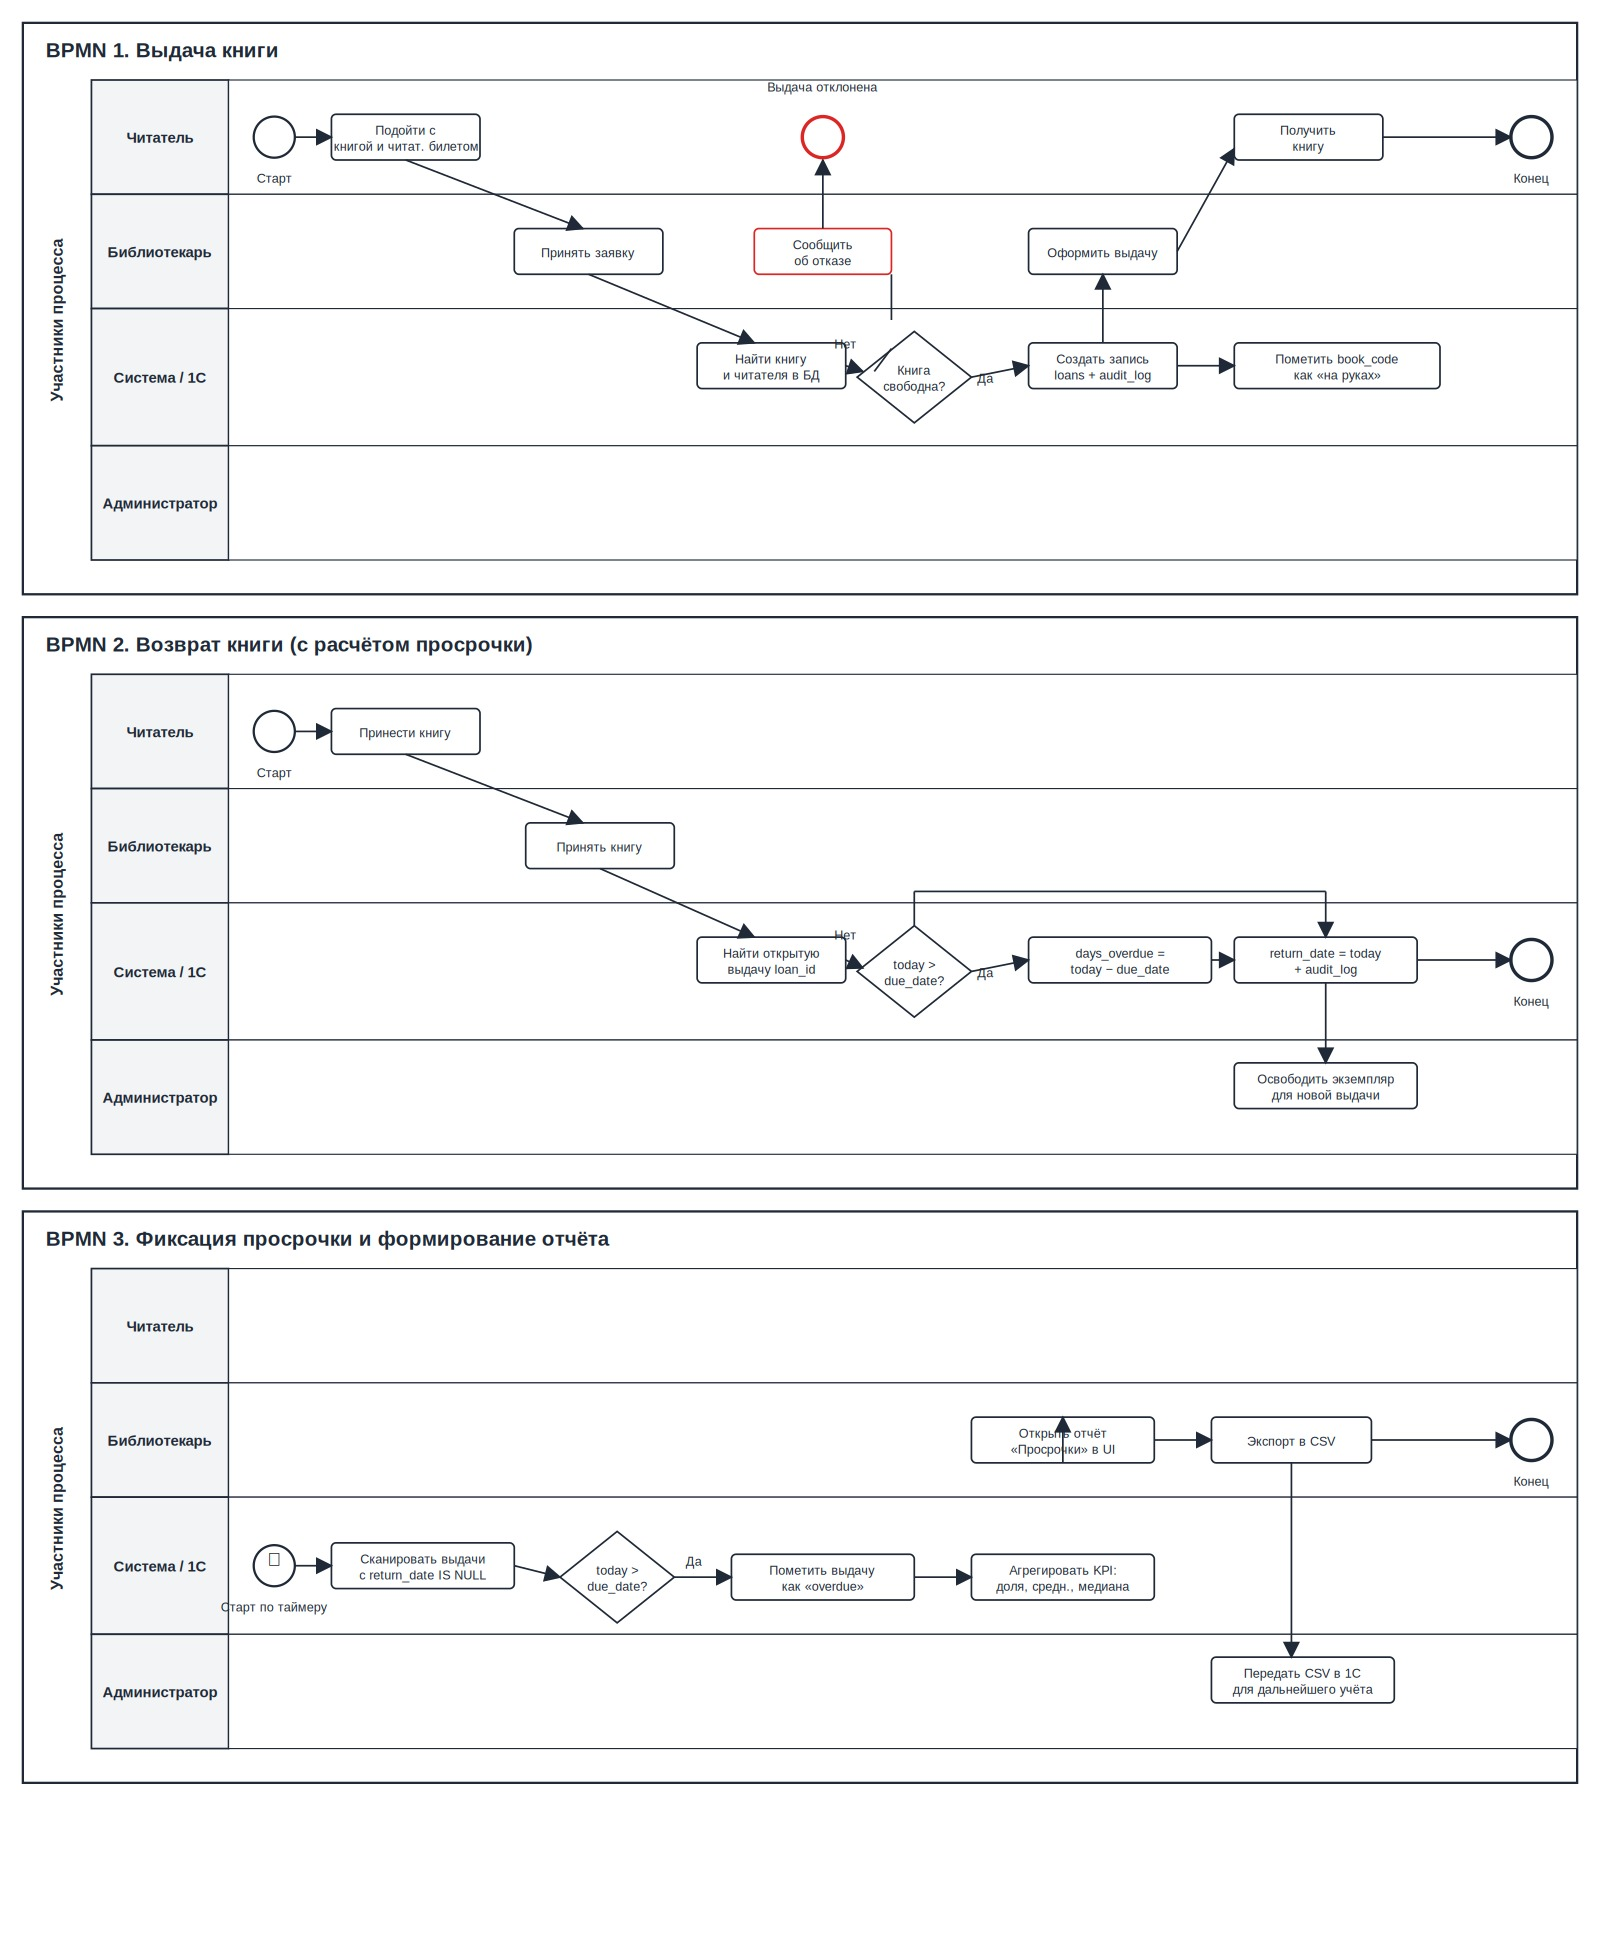 BPMN 1. Выдача книги
Участники процесса
Читатель
Выдача отклонена
Старт
Подойти с
книгой и читат. билетом
Получить
книгу
Конец
Библиотекарь
Принять заявку
Сообщить
об отказе
Оформить выдачу
Система / 1С
Найти книгу
и читателя в БД
Нет
Книга
свободна?
Да
Создать запись
loans + audit_log
Пометить book_code
как «на руках»
Администратор
BPMN 2. Возврат книги (с расчётом просрочки)
Участники процесса
Читатель
Старт
Принести книгу
Библиотекарь
Принять книгу
Система / 1С
Найти открытую
выдачу loan_id
Нет
today >
due_date?
Да
days_overdue =
today − due_date
return_date = today
+ audit_log
Конец
Администратор
Освободить экземпляр
для новой выдачи
BPMN 3. Фиксация просрочки и формирование отчёта
Участники процесса
Читатель
Библиотекарь
Открыть отчёт
«Просрочки» в UI
Экспорт в CSV
Конец
Система / 1С
Старт по таймеру
Сканировать выдачи
с return_date IS NULL
today >
due_date?
Да
Пометить выдачу
как «overdue»
Агрегировать KPI:
доля, средн., медиана
Администратор
Передать CSV в 1С
для дальнейшего учёта